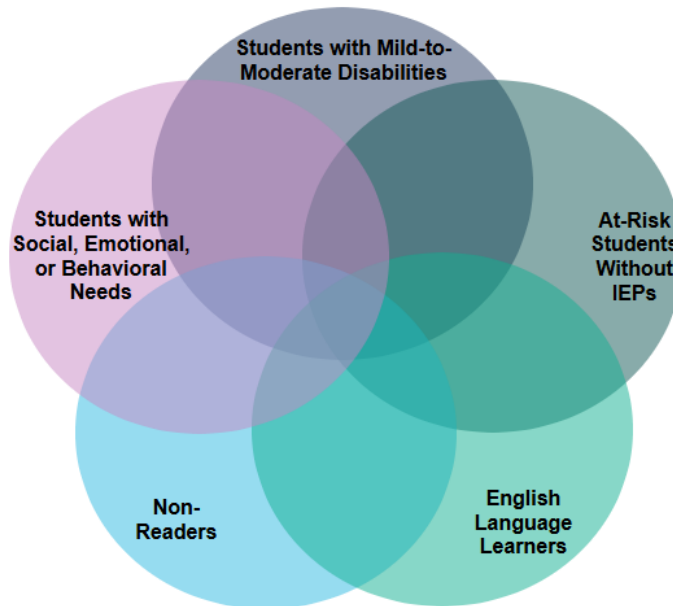 Students with Mild-to-
Moderate Disabilities
Students with
Social, Emotional,
or Behavioral
Needs
At-Risk
Students
Without
IEPs
Non-
Readers
English
Language
Learners